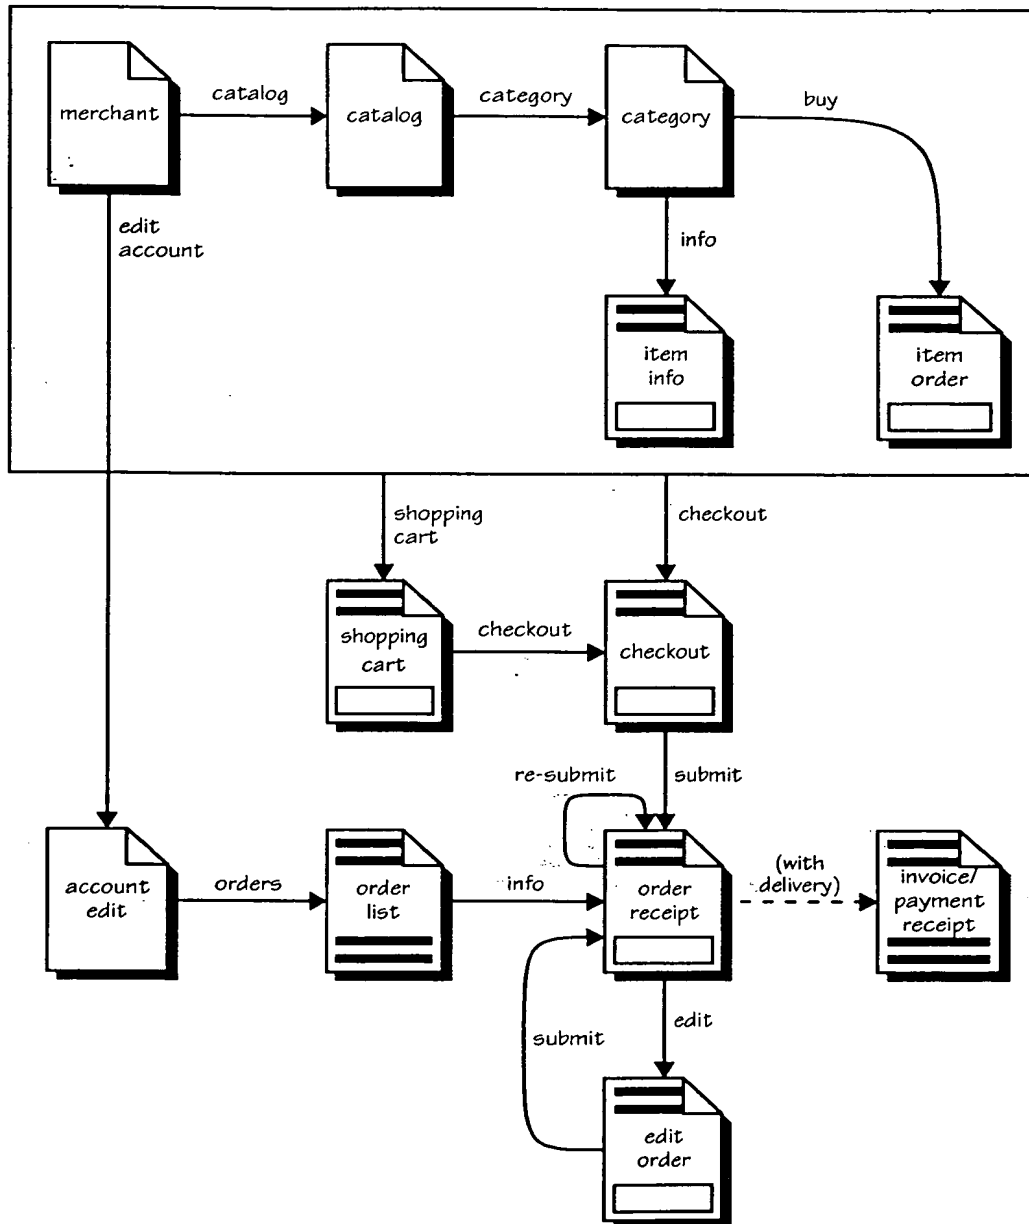 merchant
catalog
catalog
category
category
buy
edit
account
info
item
info
item
order
shopping
cart
checkout
shopping
cart
checkout
checkout
re-submit
submit
account
edit
orders
order
list
info
order
receipt
(with
delivery)
invoice/
payment
receipt
submit
edit
edit
order